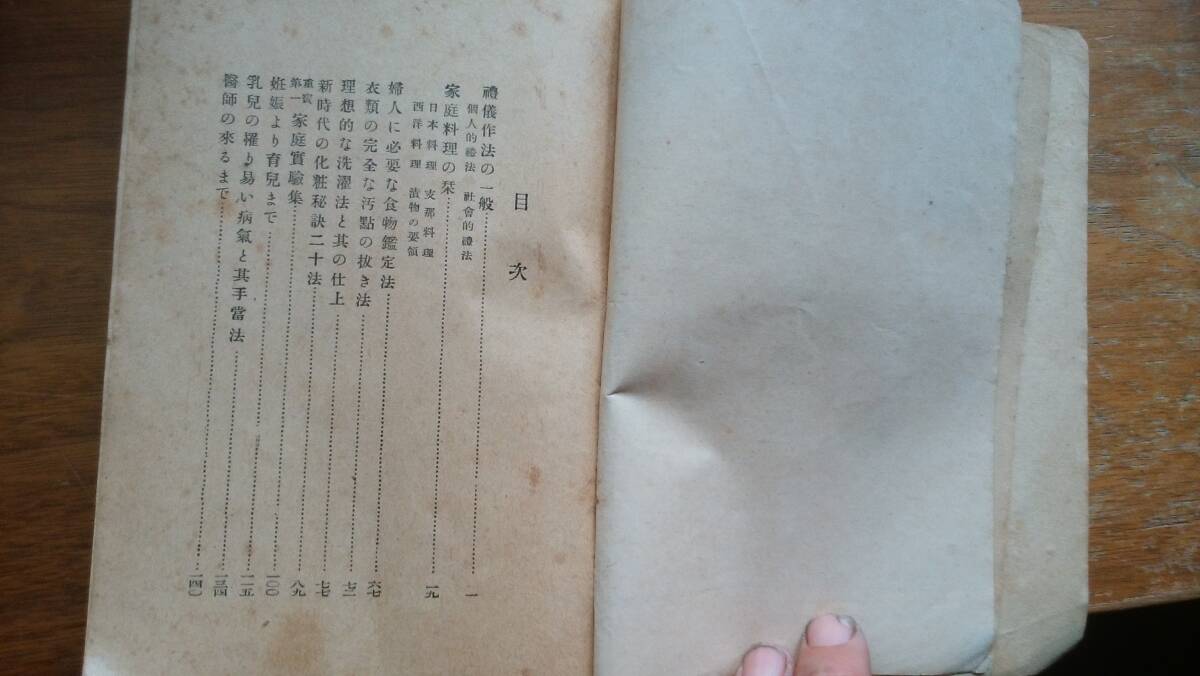 目次
禮儀作法の一般……………一
個人的禮法 社會的禮法
家庭料理の栞……………一九
日本料理 支那料理
西洋料理 漬物の要領
婦人に必要な食物鑑定法……………六七
衣類の完全な汚點の抜き法……………七二
理想的な洗濯法と其の仕上……………七七
新時代の化粧秘訣二十法……………八九
重寳第一家庭實驗集……………一〇〇
妊娠より育兒まで……………一二五
乳兒の罹り易い病氣と其手當法……………一三四
醫師の來るまで……………一四〇